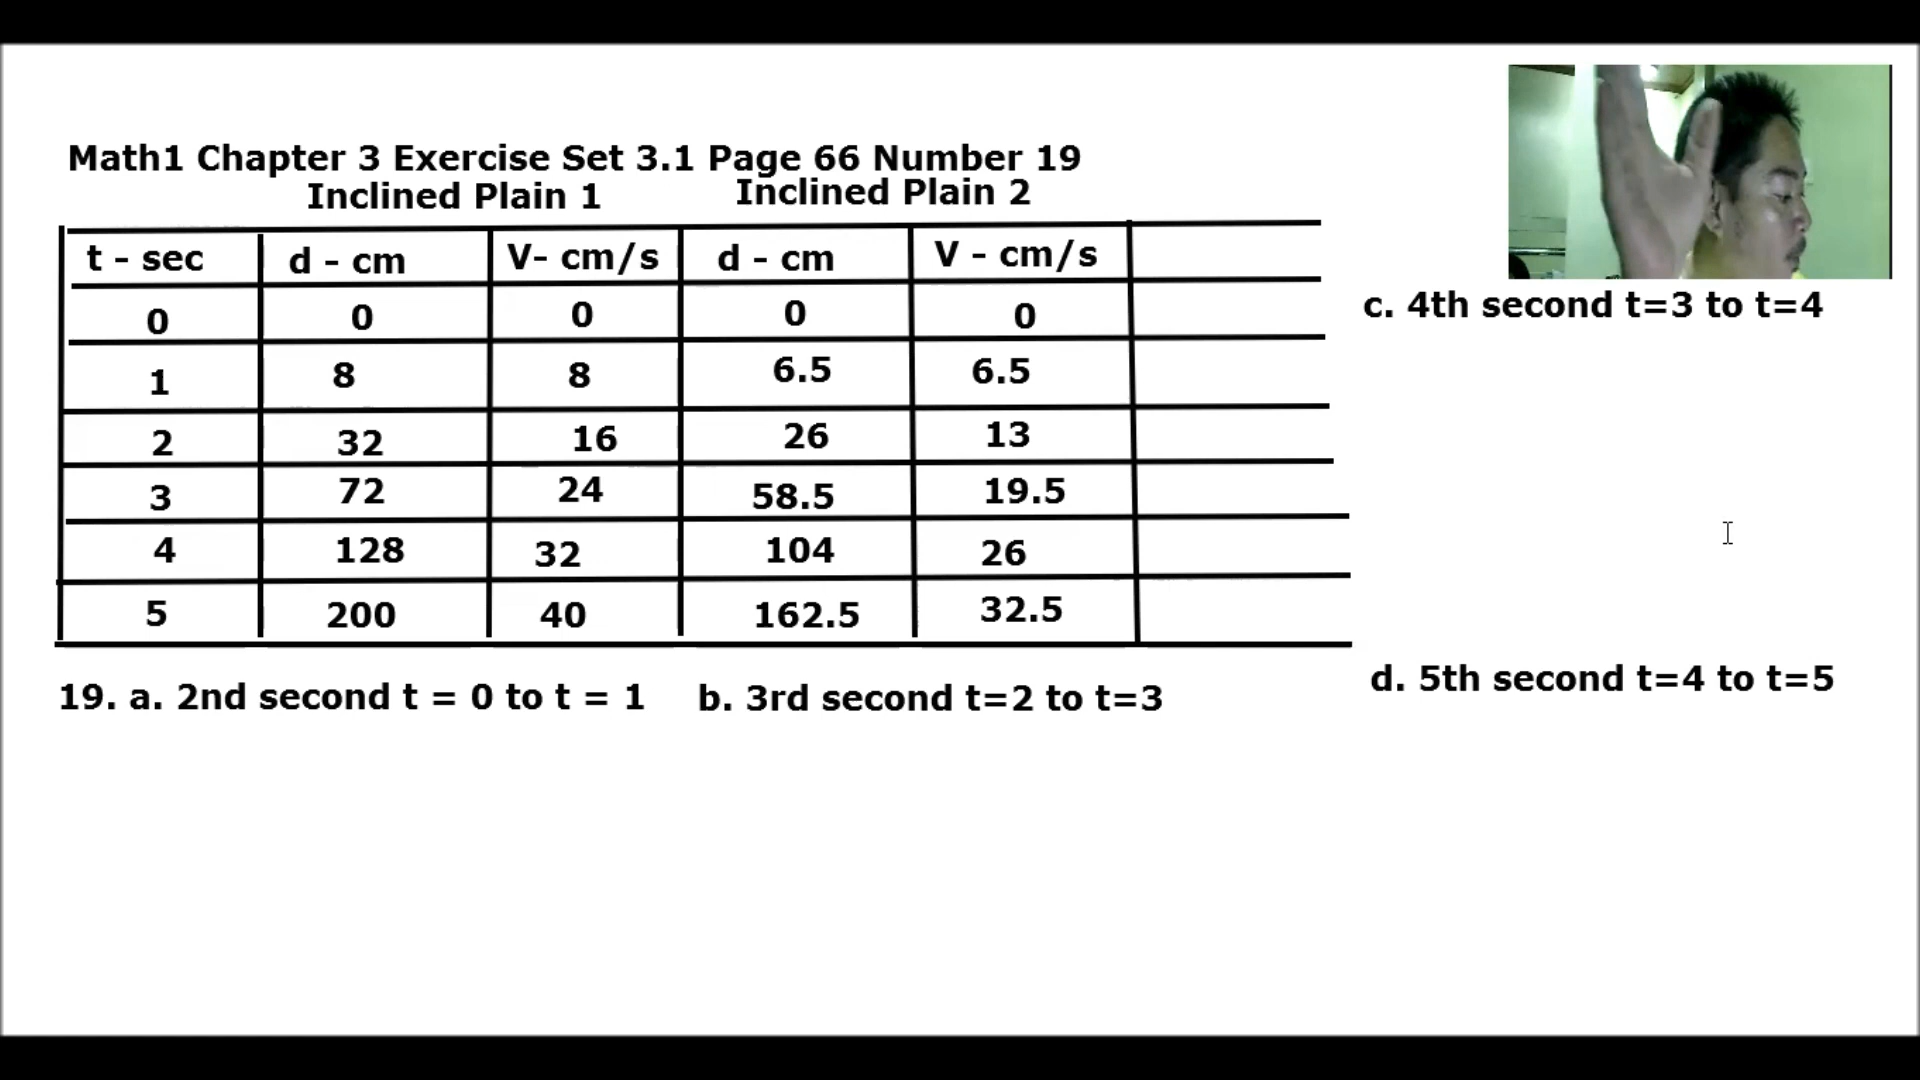 Math1 Chapter 3 Exercise Set 3.1 Page 66 Number 19
Inclined Plain 1 Inclined Plain 2
t - sec d - cm V- cm/s d - cm V - cm/s
0 0 0 0 0
1 8 8 6.5 6.5
2 32 16 26 13
3 72 24 58.5 19.5
4 128 32 104 26
5 200 40 162.5 32.5
19. a. 2nd second t = 0 to t = 1 b. 3rd second t=2 to t=3
c. 4th second t=3 to t=4
d. 5th second t=4 to t=5